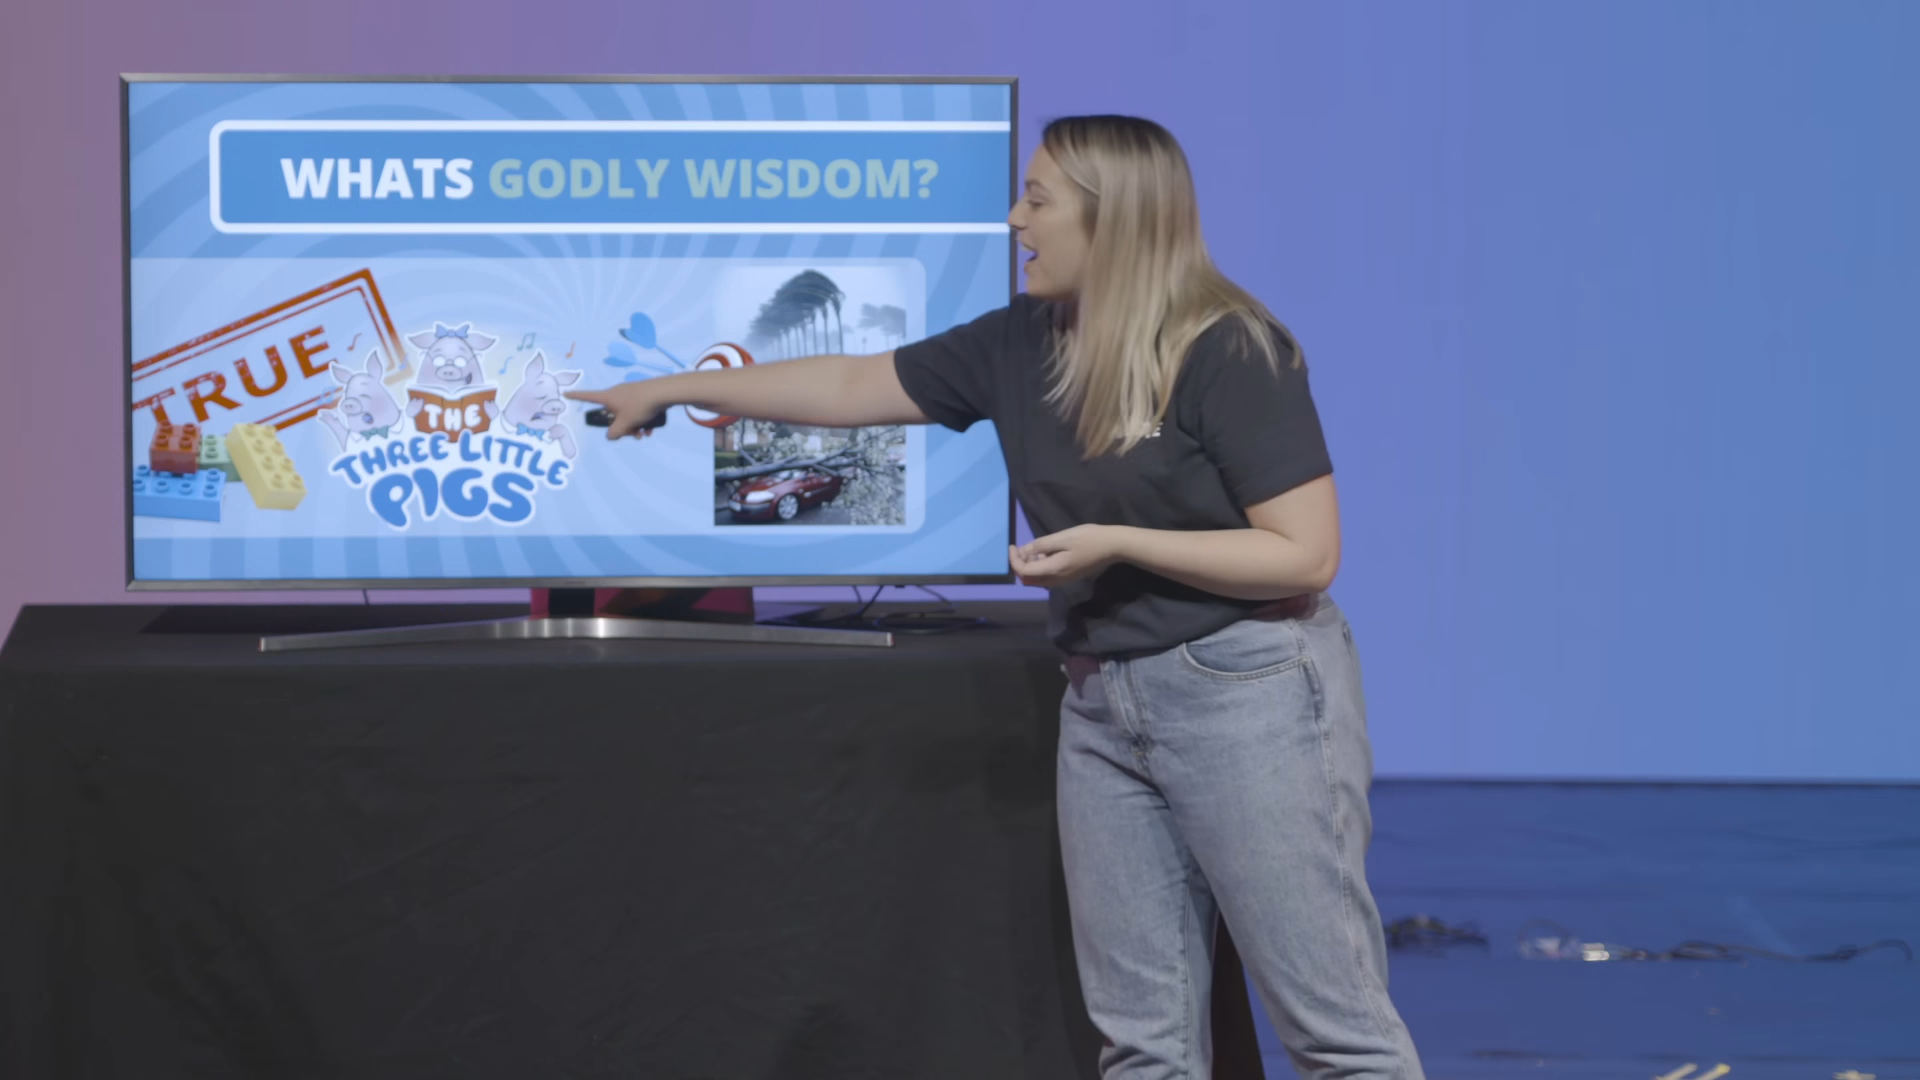 WHATS GODLY WISDOM?
TRUE
THE
THREE LITTLE
PIGS